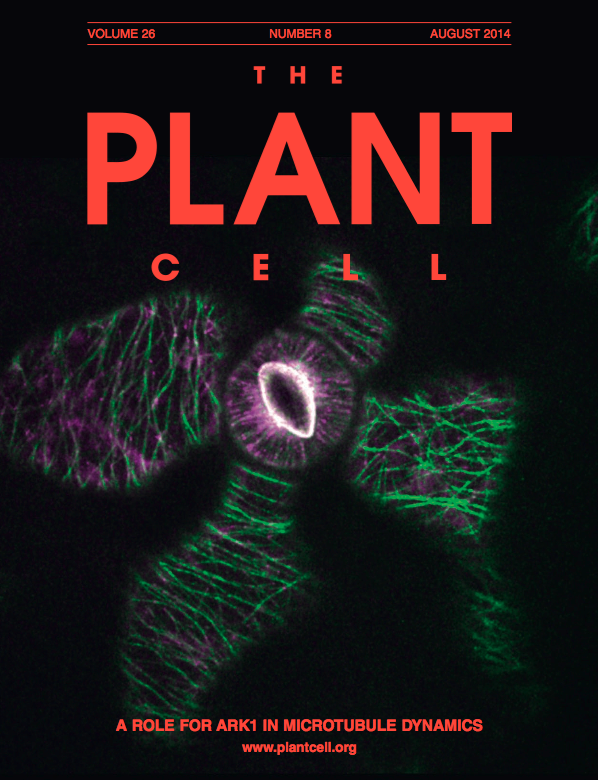 VOLUME 26 NUMBER 8 AUGUST 2014
THE
PLANT
CELL
A ROLE FOR ARK1 IN MICROTUBULE DYNAMICS
www.plantcell.org